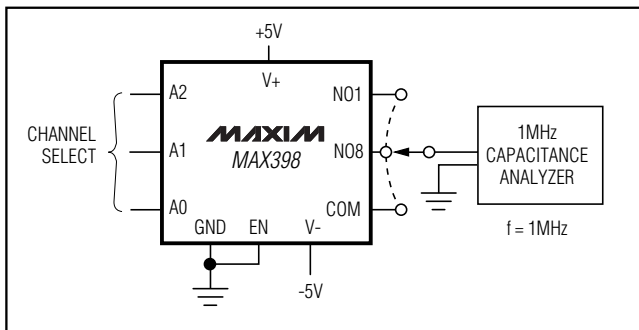 +5V
V+
A2
NO1
CHANNEL
SELECT
A1
MAXIM
MAX398
NO8
1MHz
CAPACITANCE
ANALYZER
A0
COM
GND
EN
V-
f = 1MHz
-5V